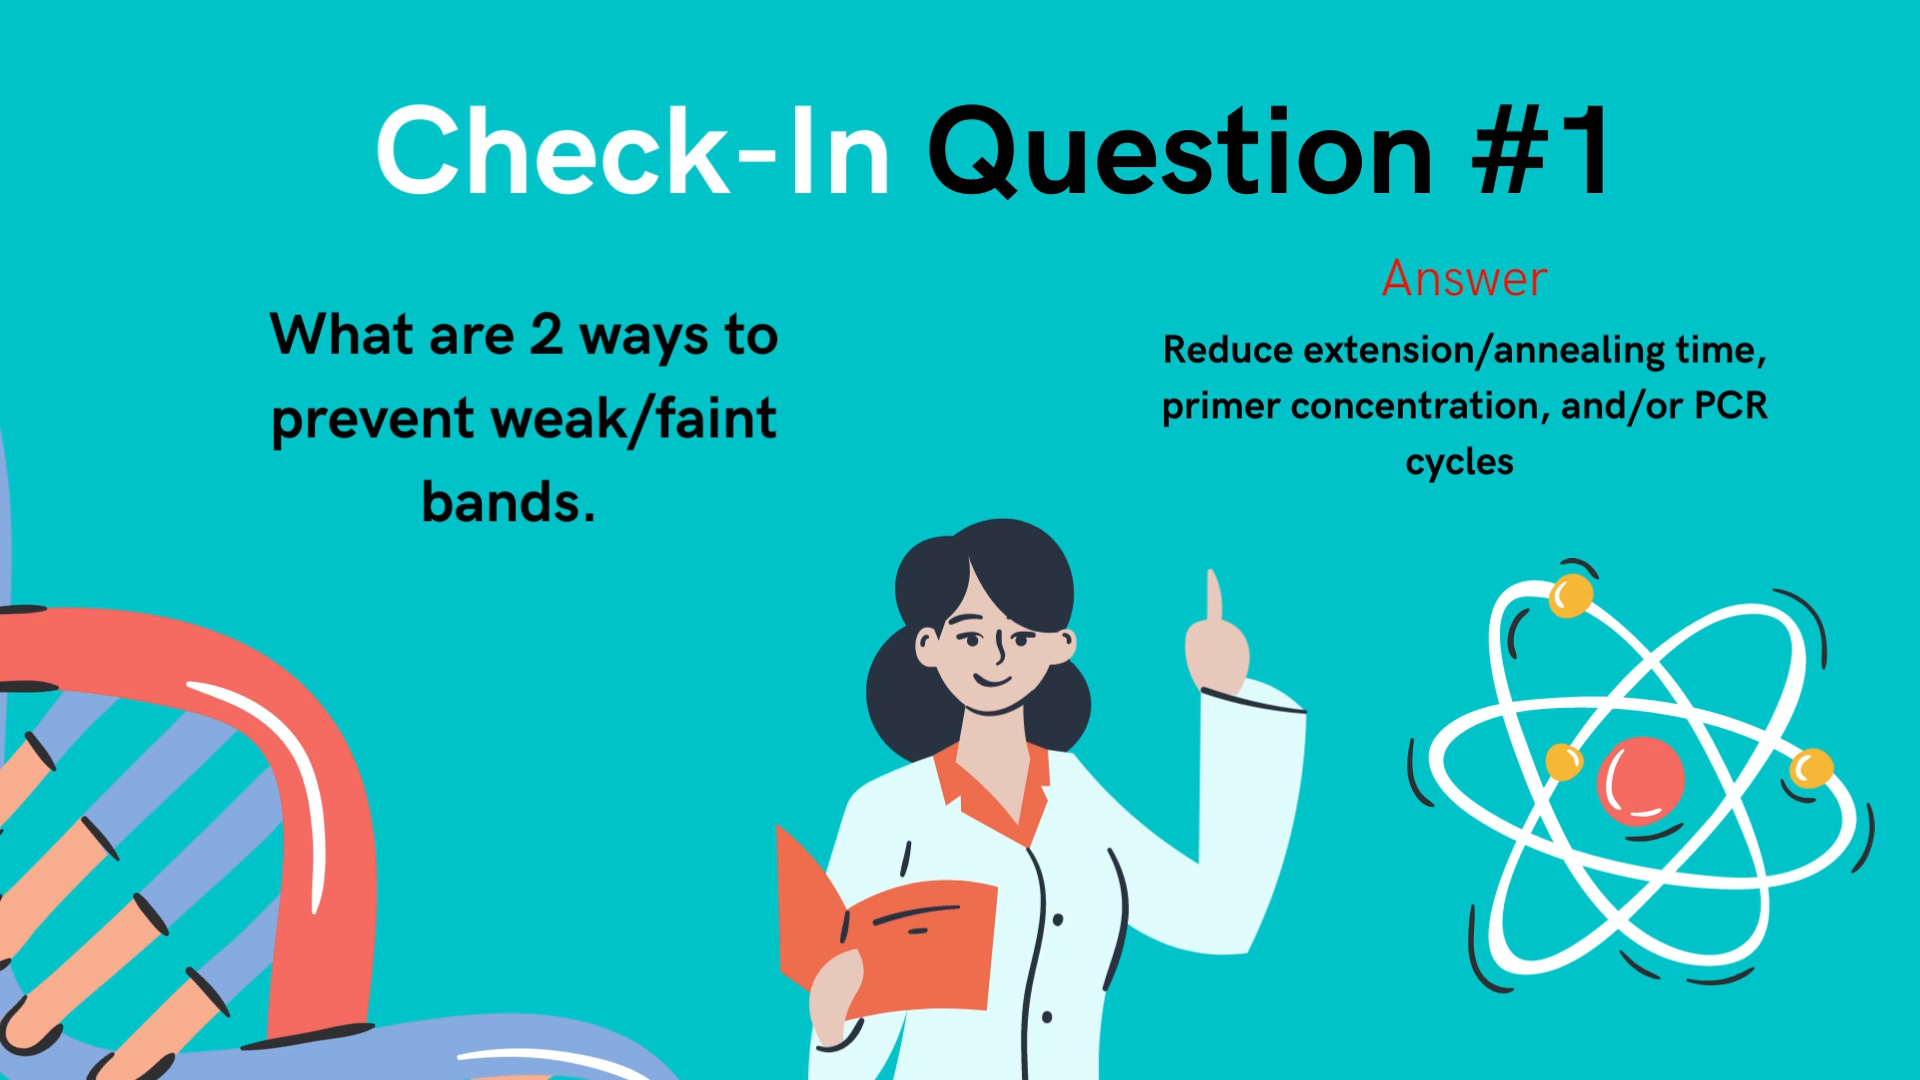 Check-In Question #1
What are 2 ways to
prevent weak/faint
bands.
Answer
Reduce extension/annealing time,
primer concentration, and/or PCR
cycles